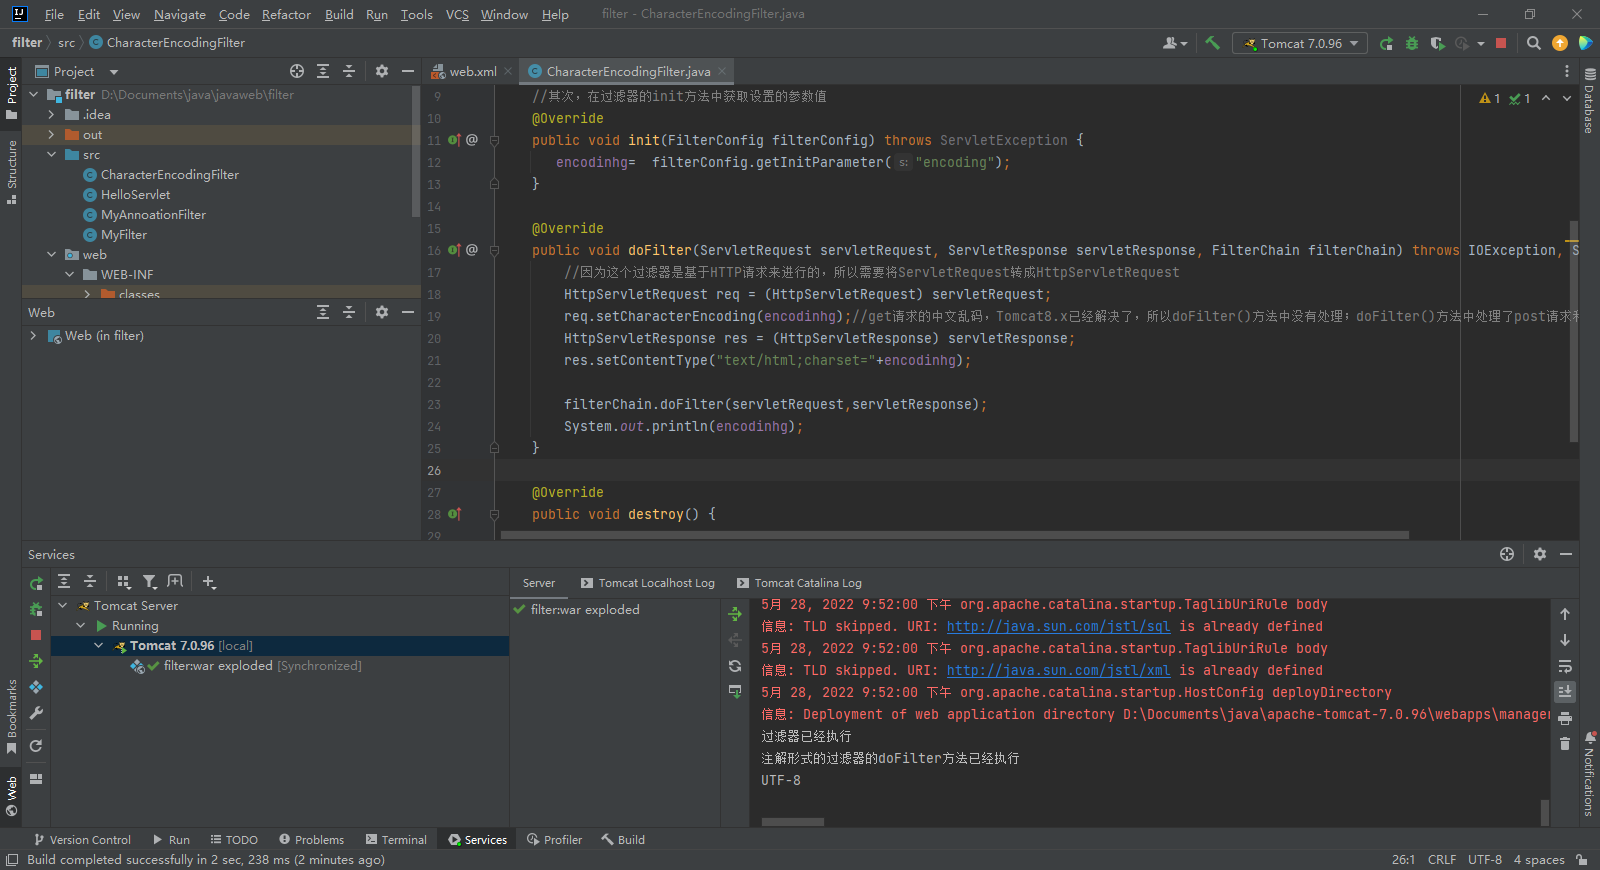 File Edit View Navigate Code Refactor Build Run Tools VCS Window Help filter - CharacterEncodingFilter.java
filter src CharacterEncodingFilter
Tomcat 7.0.96
Project
web.xml CharacterEncodingFilter.java
Project
filter D:\Documents\java\javaweb\filter
.idea
out
src
CharacterEncodingFilter
HelloServlet
MyAnnoationFilter
MyFilter
web
WEB-INF
classes
Structure
Database
1 1
9 //其次，在过滤器的init方法中获取设置的参数值
10 @Override
11 @ public void init(FilterConfig filterConfig) throws ServletException {
12 encodinhg= filterConfig.getInitParameter( s: "encoding");
13 }
14
15 @Override
16 @ public void doFilter(ServletRequest servletRequest, ServletResponse servletResponse, FilterChain filterChain) throws IOException, S
17 //因为这个过滤器是基于HTTP请求来进行的，所以需要将ServletRequest转成HttpServletRequest
18 HttpServletRequest req = (HttpServletRequest) servletRequest;
19 req.setCharacterEncoding(encodinhg);//get请求的中文乱码，Tomcat8.x已经解决了，所以doFilter()方法中没有处理；doFilter()方法中处理了post请求
20 HttpServletResponse res = (HttpServletResponse) servletResponse;
21 res.setContentType("text/html;charset="+encodinhg);
22
23 filterChain.doFilter(servletRequest,servletResponse);
24 System.out.println(encodinhg);
25 }
26
27 @Override
28 public void destroy() {
29
Web
Web (in filter)
Services
Tomcat Server
Running
Tomcat 7.0.96 [local]
filter:war exploded [Synchronized]
Server Tomcat Localhost Log Tomcat Catalina Log
filter:war exploded
5月 28, 2022 9:52:00 下午 org.apache.catalina.startup.TaglibUriRule body
信息: TLD skipped. URI: http://java.sun.com/jstl/sql is already defined
5月 28, 2022 9:52:00 下午 org.apache.catalina.startup.TaglibUriRule body
信息: TLD skipped. URI: http://java.sun.com/jstl/xml is already defined
5月 28, 2022 9:52:00 下午 org.apache.catalina.startup.HostConfig deployDirectory
信息: Deployment of web application directory D:\Documents\java\apache-tomcat-7.0.96\webapps\manager
过滤器已经执行
注解形式的过滤器的doFilter方法已经执行
UTF-8
Bookmarks
Web
Notifications
Version Control Run TODO Problems Terminal Services Profiler Build
Build completed successfully in 2 sec, 238 ms (2 minutes ago)
26:1 CRLF UTF-8 4 spaces